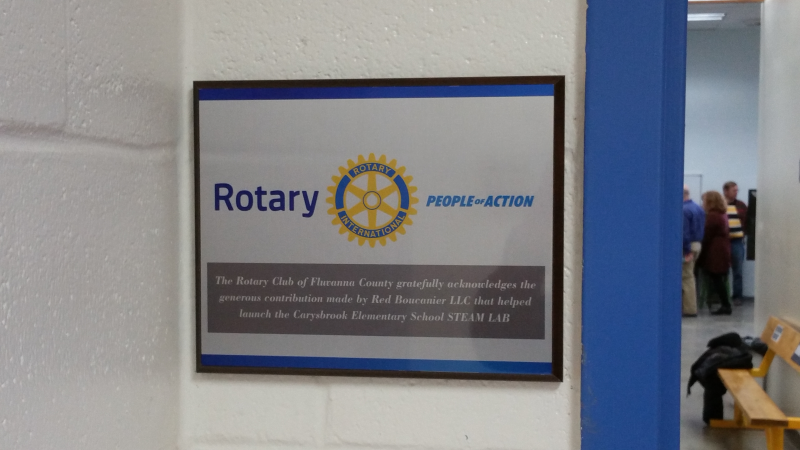 Rotary
ROTARY
INTERNATIONAL
PEOPLE of ACTION
The Rotary Club of Fluvanna County gratefully acknowledges the
generous contribution made by Red Boucanier LLC that helped
launch the Carysbrook Elementary School STEAM LAB